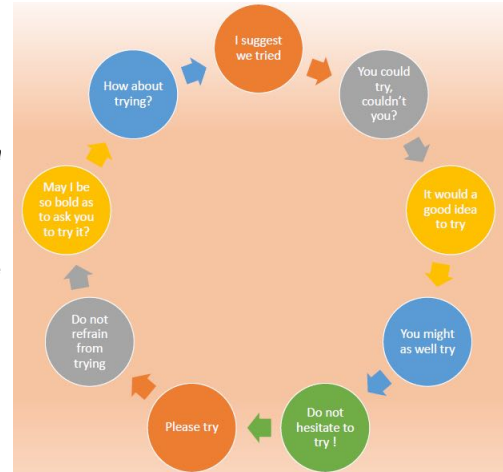 I suggest
we tried
You could
try,
couldn't
you?
It would a
good idea
to try
You might
as well try
Do not
hesitate to
try !
Please try
Do not
refrain
from
trying
May I be
so bold as
to ask you
to try it?
How about
trying?